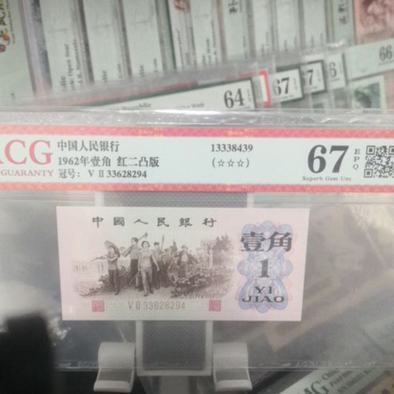 64
67
66
ACG
GUARANTY
中国人民银行
1962年壹角 红二凸版
冠号: V II 33628294
13338439
(☆☆☆)
67
EPQ
Superb Gem Unc
中國人民銀行
壹角
1
YI
JIAO
V II 33628294